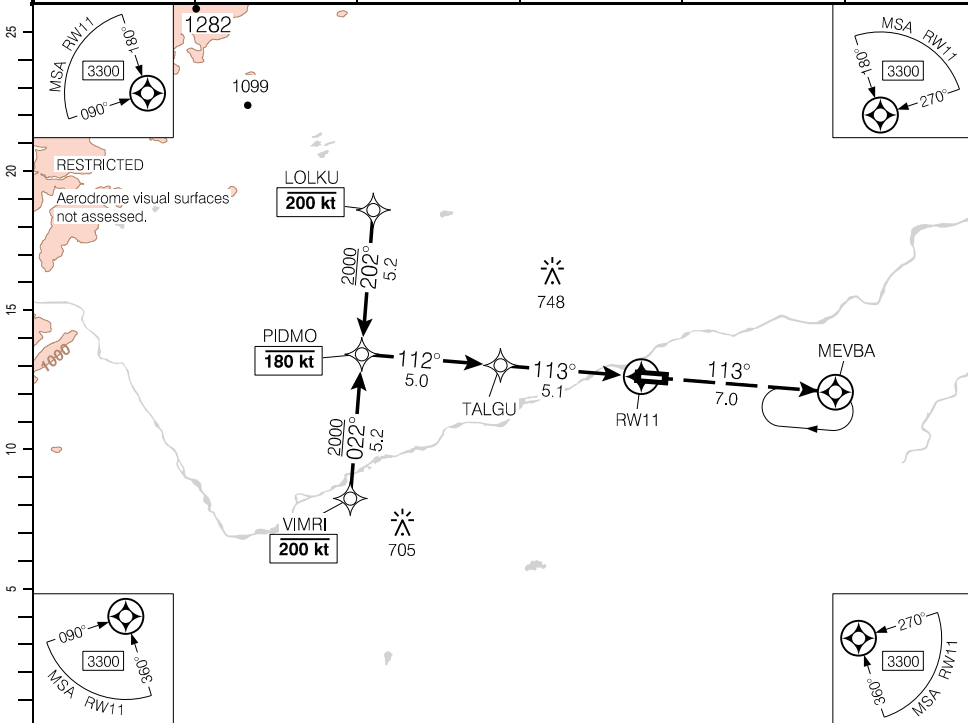 25
20
15
10
5
MSA RW11
180°
3300
090°
1282
1099
MSA RW11
180°
3300
270°
RESTRICTED
Aerodrome visual surfaces
not assessed.
LOLKU
200 kt
2000
202°
5.2
748
1000
PIDMO
180 kt
112°
5.0
TALGU
113°
5.1
RW11
113°
7.0
MEVBA
2000
022°
5.2
VIMRI
200 kt
705
090°
3300
360°
MSA RW11
270°
3300
360°
MSA RW11